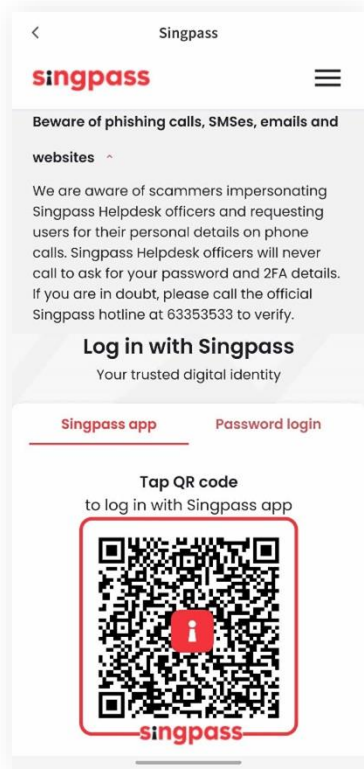 Singpass
singpass
Beware of phishing calls, SMSes, emails and
websites
We are aware of scammers impersonating
Singpass Helpdesk officers and requesting
users for their personal details on phone
calls. Singpass Helpdesk officers will never
call to ask for your password and 2FA details.
If you are in doubt, please call the official
Singpass hotline at 63353533 to verify.
Log in with Singpass
Your trusted digital identity
Singpass app Password login
Tap QR code
to log in with Singpass app
singpass